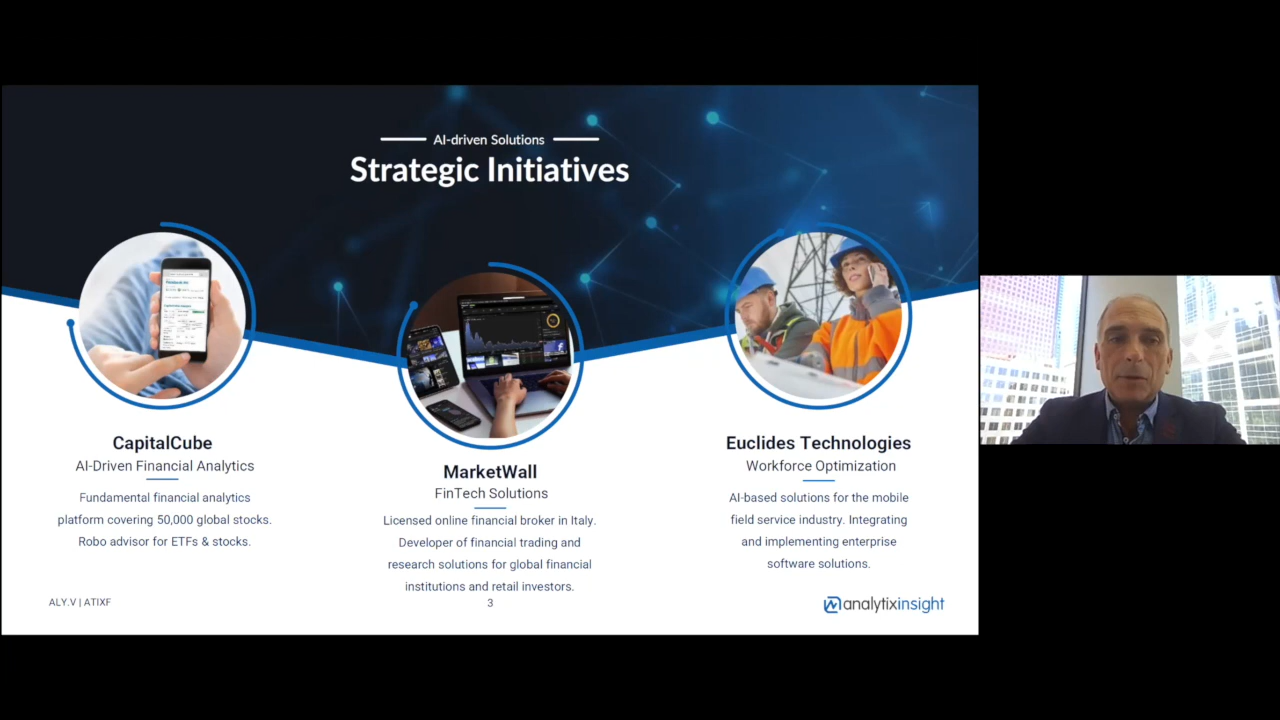 AI-driven Solutions
Strategic Initiatives
CapitalCube
AI-Driven Financial Analytics
Fundamental financial analytics
platform covering 50,000 global stocks.
Robo advisor for ETFs & stocks.
MarketWall
FinTech Solutions
Licensed online financial broker in Italy.
Developer of financial trading and
research solutions for global financial
institutions and retail investors.
Euclides Technologies
Workforce Optimization
AI-based solutions for the mobile
field service industry. Integrating
and implementing enterprise
software solutions.
ALY.V | ATIXF
3
analytixinsight